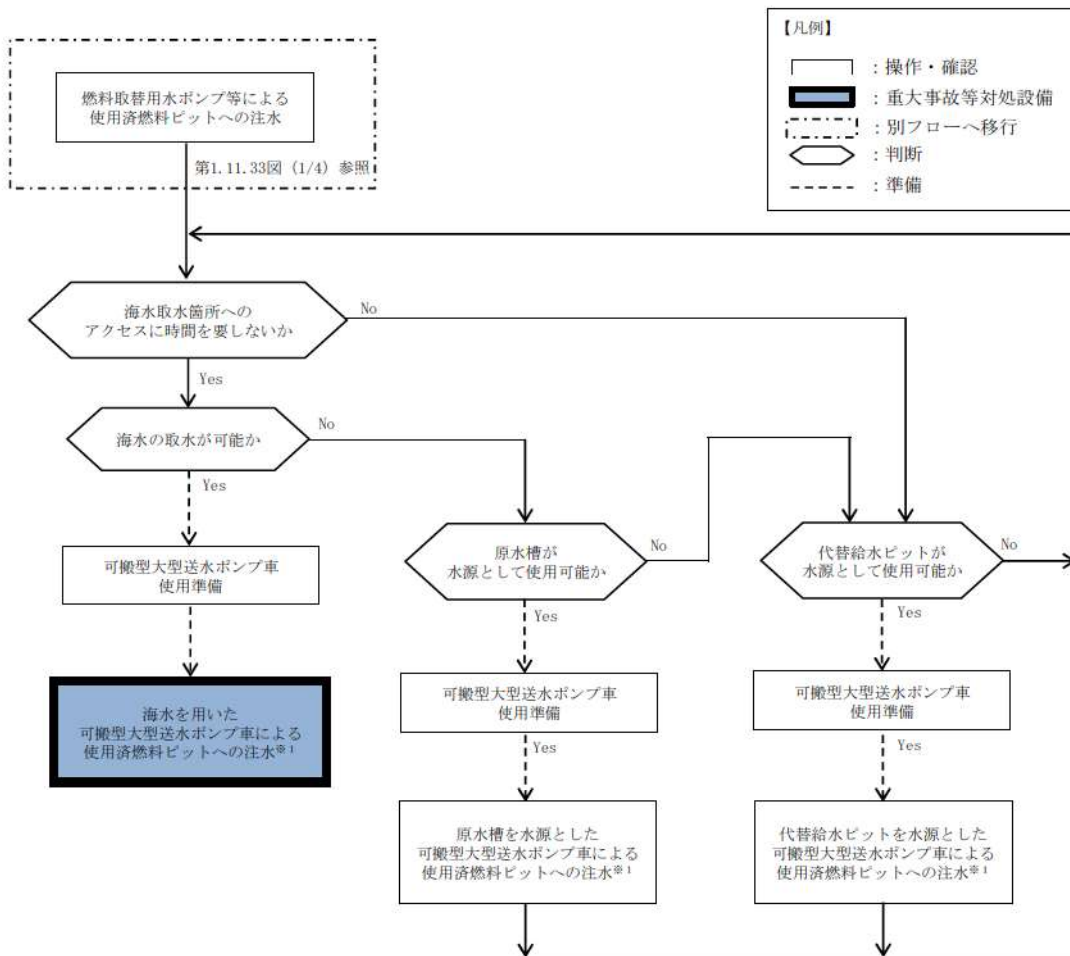 【凡例】
：操作・確認
：重大事故等対処設備
：別フローへ移行
：判断
：準備
燃料取替用水ポンプ等による
使用済燃料ピットへの注水
第1.11.33図 (1/4) 参照
海水取水箇所への
アクセスに時間を要しないか
No
Yes
海水の取水が可能か
No
Yes
原水槽が
水源として使用可能か
No
Yes
代替給水ピットが
水源として使用可能か
No
Yes
可搬型大型送水ポンプ車
使用準備
可搬型大型送水ポンプ車
使用準備
Yes
可搬型大型送水ポンプ車
使用準備
Yes
海水を用いた
可搬型大型送水ポンプ車による
使用済燃料ピットへの注水※1
原水槽を水源とした
可搬型大型送水ポンプ車による
使用済燃料ピットへの注水※1
代替給水ピットを水源とした
可搬型大型送水ポンプ車による
使用済燃料ピットへの注水※1